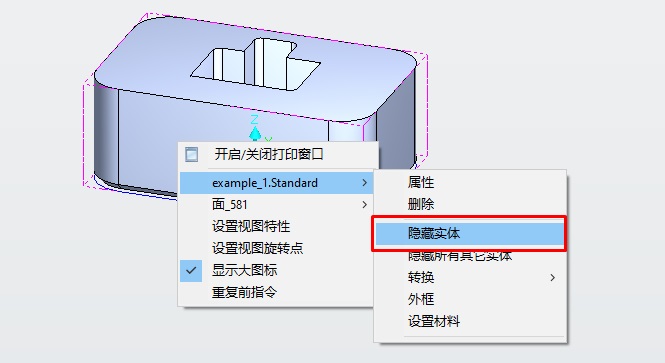 Z
开启/关闭打印窗口
example_1.Standard
面_581
设置视图特性
设置视图旋转点
显示大图标
重复前指令
属性
删除
隐藏实体
隐藏所有其它实体
转换
外框
设置材料